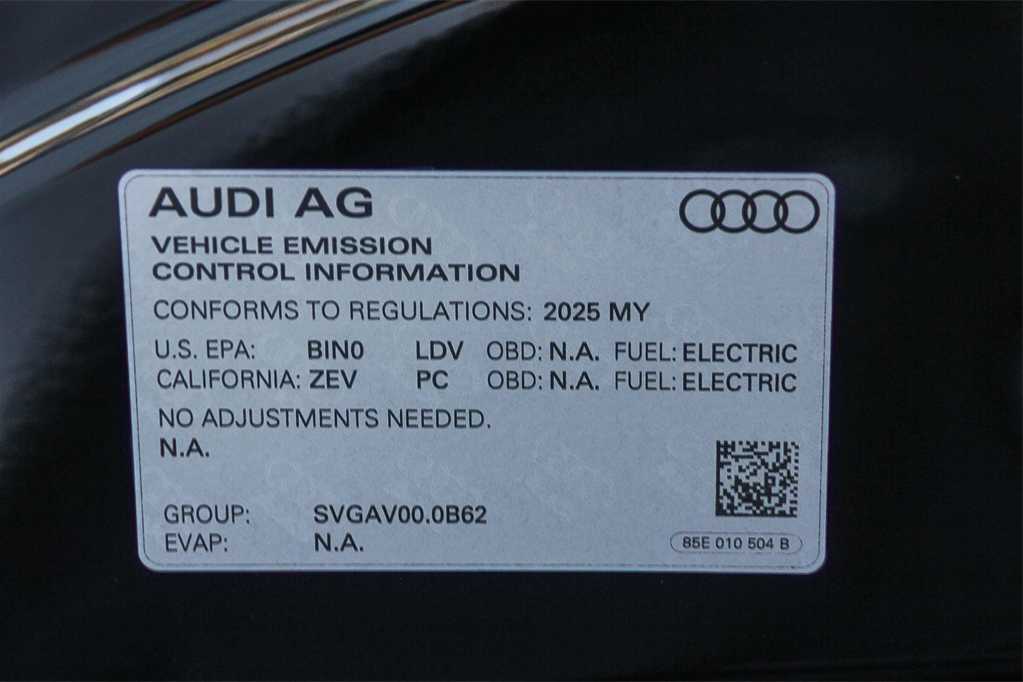 AUDI AG
VEHICLE EMISSION
CONTROL INFORMATION
CONFORMS TO REGULATIONS: 2025 MY
U.S. EPA: BIN0 LDV OBD: N.A. FUEL: ELECTRIC
CALIFORNIA: ZEV PC OBD: N.A. FUEL: ELECTRIC
NO ADJUSTMENTS NEEDED.
N.A.
GROUP: SVGAV00.0B62
EVAP: N.A.
85E 010 504 B